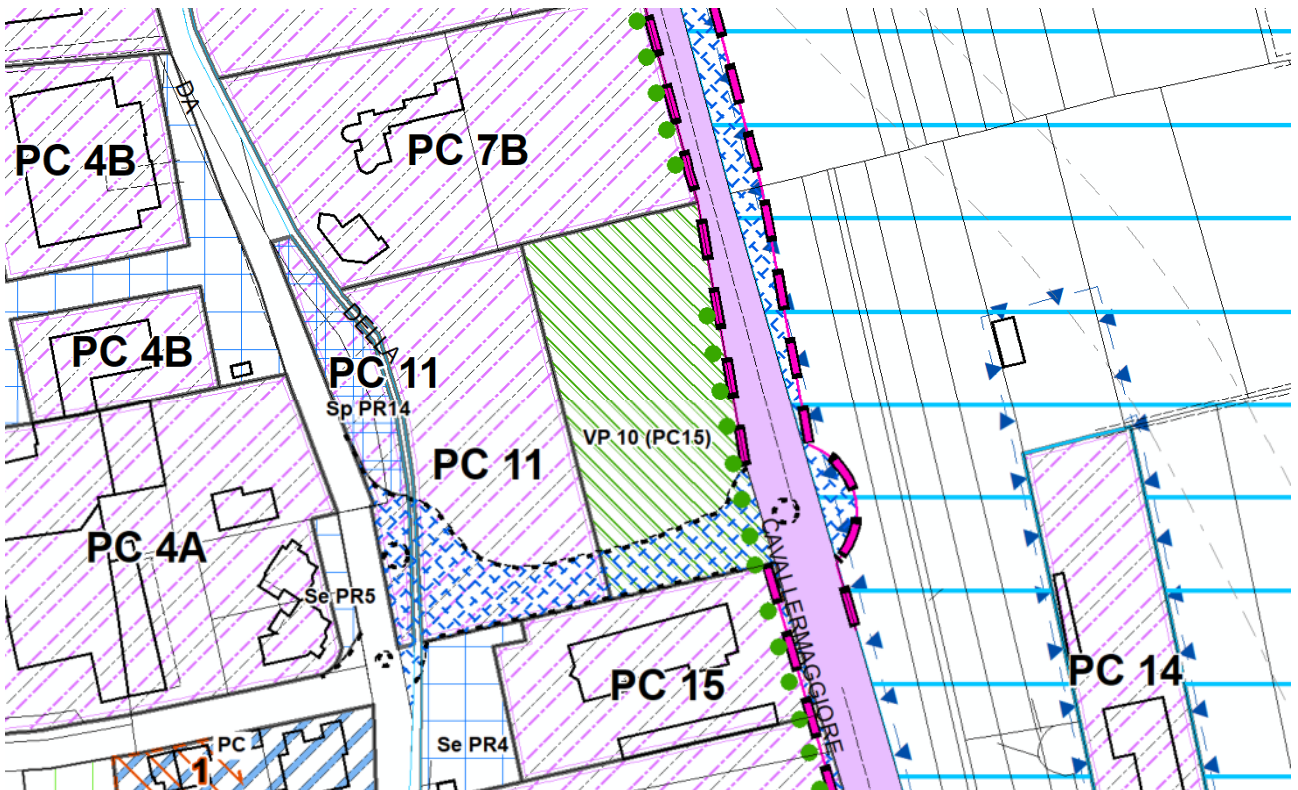 DA
PC 4B
PC 7B
DELLA
PC 4B
PC 11
Sp PR14
VP 10 (PC15)
PC 11
PC 4A
Se PR5
CAVALLERMAGGIORE
PC 15
PC 14
PC
1
Se PR4